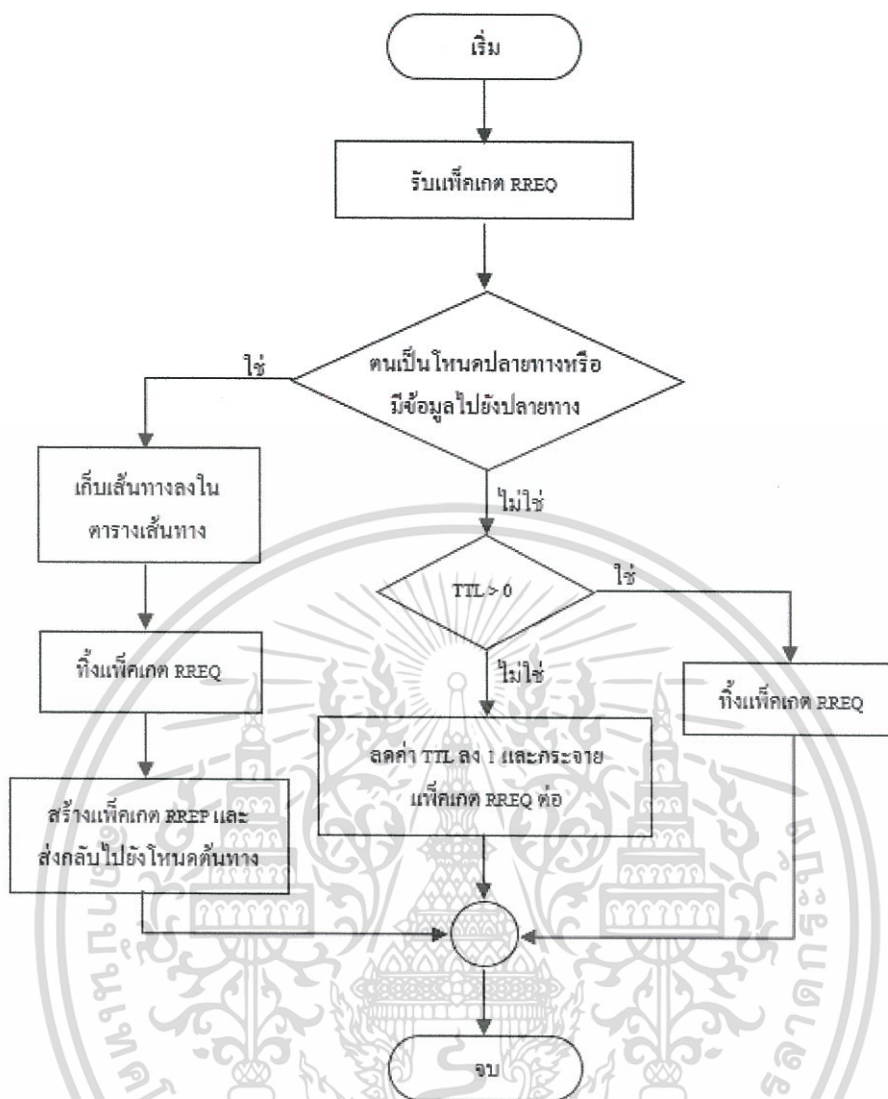 เริ่ม
รับแพ็คเกต RREQ
ตนเป็นโหนดปลายทางหรือ
มีข้อมูลไปยังปลายทาง
ใช่
ไม่ใช่
เก็บเส้นทางลงใน
ตารางเส้นทาง
TTL > 0
ใช่
ไม่ใช่
ทิ้งแพ็คเกต RREQ
ทิ้งแพ็คเกต RREQ
ลดค่า TTL ลง 1 และกระจาย
แพ็คเกต RREQ ต่อ
สร้างแพ็คเกต RREP และ
ส่งกลับไปยังโหนดต้นทาง
จบ